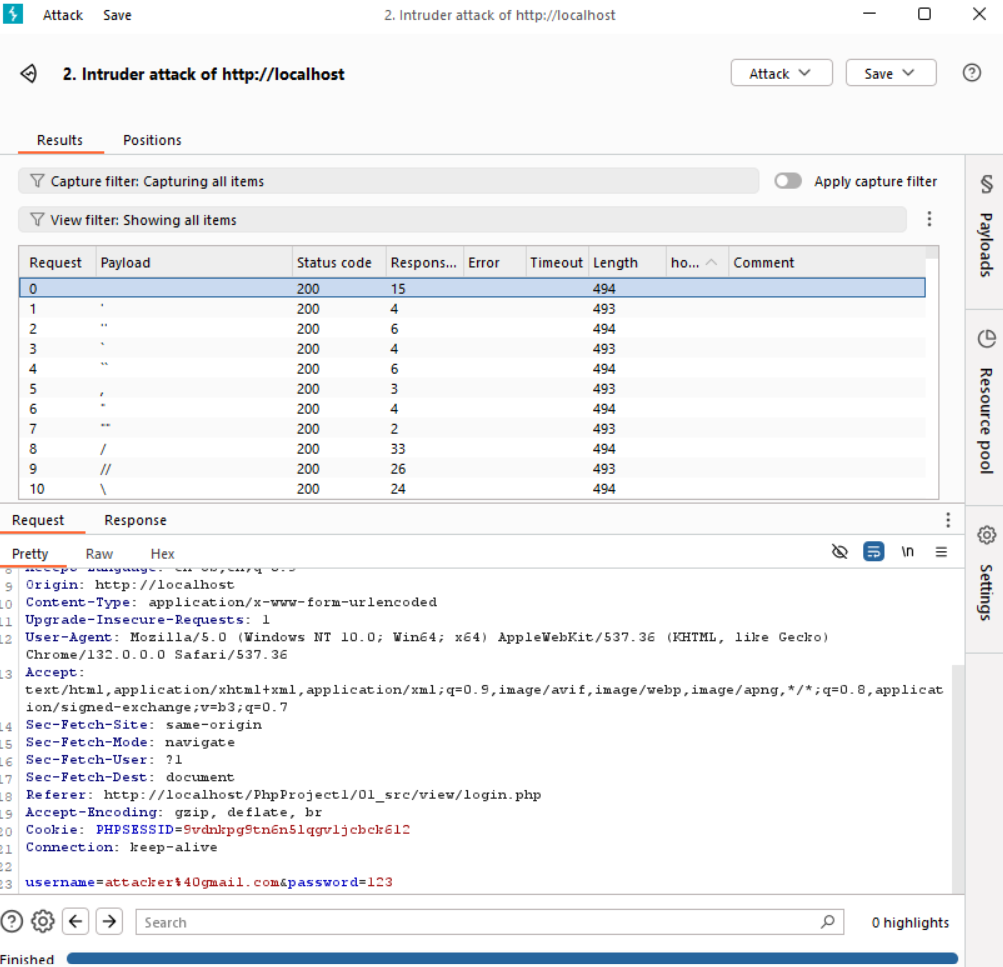 Attack Save 2. Intruder attack of http://localhost
2. Intruder attack of http://localhost Attack Save
Results Positions
Capture filter: Capturing all items Apply capture filter
View filter: Showing all items
Request Payload Status code Respons... Error Timeout Length ho... Comment
0 200 15 494
1 ' 200 4 493
2 '' 200 6 494
3 ` 200 4 493
4 `` 200 6 494
5 , 200 3 493
6 " 200 4 494
7 "" 200 2 493
8 / 200 33 494
9 // 200 26 493
10 \ 200 24 494
Payloads
Resource pool
Settings
Request Response
Pretty Raw Hex \n
9 Origin: http://localhost
10 Content-Type: application/x-www-form-urlencoded
11 Upgrade-Insecure-Requests: 1
12 User-Agent: Mozilla/5.0 (Windows NT 10.0; Win64; x64) AppleWebKit/537.36 (KHTML, like Gecko)
Chrome/132.0.0.0 Safari/537.36
13 Accept:
text/html,application/xhtml+xml,application/xml;q=0.9,image/avif,image/webp,image/apng,*/*;q=0.8,applicat
ion/signed-exchange;v=b3;q=0.7
14 Sec-Fetch-Site: same-origin
15 Sec-Fetch-Mode: navigate
16 Sec-Fetch-User: ?1
17 Sec-Fetch-Dest: document
18 Referer: http://localhost/PhpProject1/01_src/view/login.php
19 Accept-Encoding: gzip, deflate, br
20 Cookie: PHPSESSID=9vdnkpg9tn6n5lqgvljcbck612
21 Connection: keep-alive
22
23 username=attacker%40gmail.com&password=123
Search 0 highlights
Finished